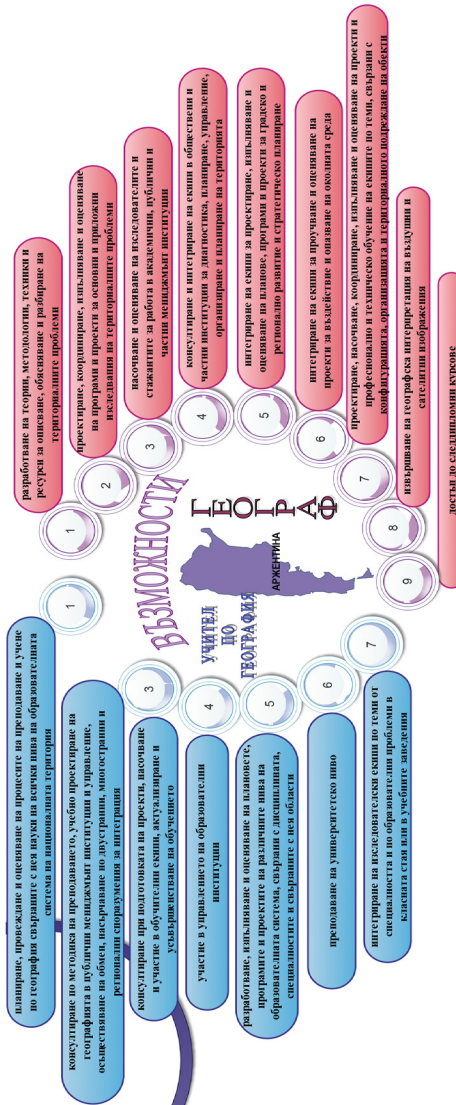 ВЪЗМОЖНОСТИ
УЧИТЕЛ
ПО
ГЕОГРАФИЯ
ГЕОГРАФ
АРЖЕНТИНА
1
планиране, провеждане и оценяване на процесите на преподаване и учене
по география свързаните с нея науки на всички нива на образователната
система на националната територия
консултиране по методика на преподаването, учебно проектиране на
географията в публични мениджмънт институции и управление,
осъществяване на обмен, насърчаване по двустранни, многостранни и
регионални споразумения за интеграция
3
консултиране при подготовката на проекти, насочване
и участие в обучителни екипи, актуализиране и
усъвършенстване на обучението
4
участие в управлението на образователни
институции
5
разработване, изпълняване и оценяване на плановете,
програмите и проектите на различните нива на
образователната система, свързани с дисциплината,
специалностите и свързаните с нея области
6
преподаване на университетско ниво
7
интегриране на изследователски екипи по теми от
специалността и по образователни проблеми в
класната стая или в учебните заведения
1
разработване на теории, методологии, техники и
ресурси за описване, обясняване и разбиране на
териториалните проблеми
2
проектиране, координиране, изпълняване и оценяване
на програми и проекти за основни и приложни
изследвания на териториалните проблеми
3
насочване и оценяване на изследователите и
стажантите за работа в академични, публични и
частни мениджмънт институции
4
консултиране и интегриране на екипи в обществени и
частни институции за диагностика, планиране, управление,
организиране и планиране на територията
5
интегриране на екипи за проектиране, изпълняване и
оценяване на планове, програми и проекти за градско и
регионално развитие и стратегическо планиране
6
интегриране на екипи за проучване и оценяване на
проекти за въздействие и опазване на околната среда
7
проектиране, насочване, координиране, изпълняване и оценяване на проекти и
професионално и техническо обучение на екипите по теми, свързани с
конфигурацията, организацията и териториалното подреждане на обекти
8
извършване на географска интерпретация на въздушни и
сателитни изображения
9
достъп до следдипломни курсове